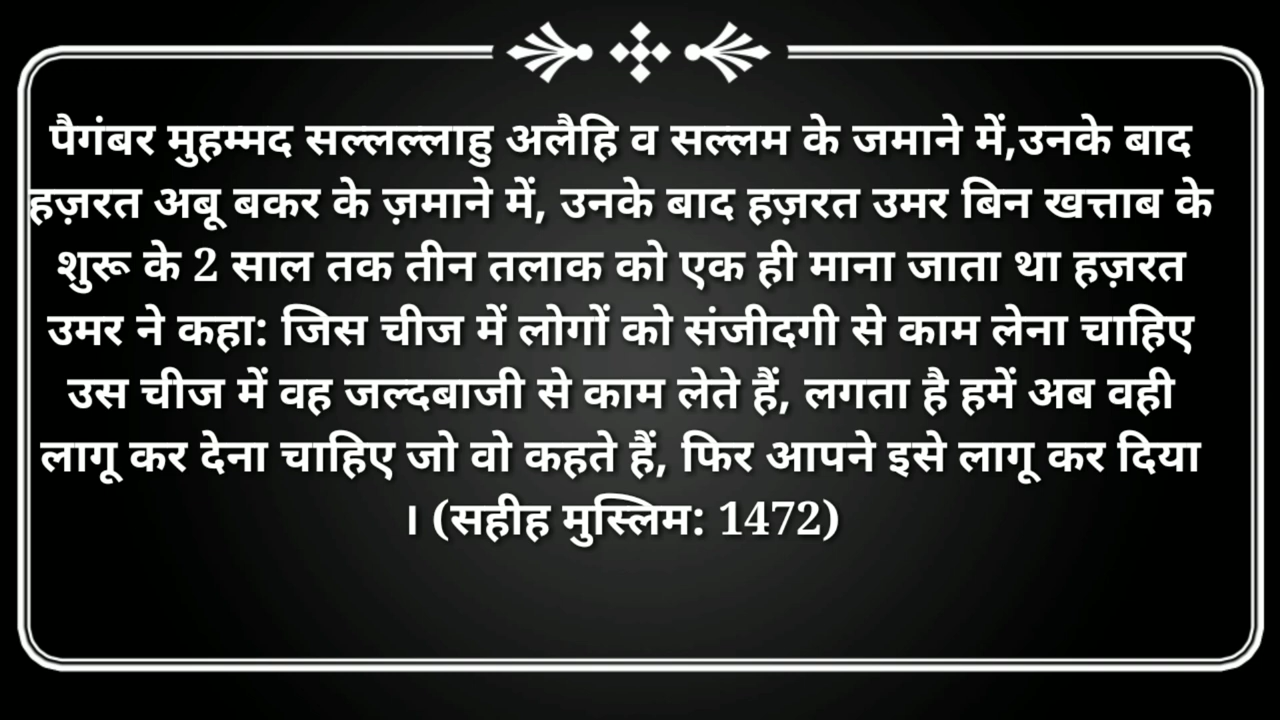 पैगंबर मुहम्मद सल्लल्लाहु अलैहि व सल्लम के जमाने में,उनके बाद
हज़रत अबू बकर के ज़माने में, उनके बाद हज़रत उमर बिन खत्ताब के
शुरू के 2 साल तक तीन तलाक को एक ही माना जाता था हज़रत
उमर ने कहा: जिस चीज में लोगों को संजीदगी से काम लेना चाहिए
उस चीज में वह जल्दबाजी से काम लेते हैं, लगता है हमें अब वही
लागू कर देना चाहिए जो वो कहते हैं, फिर आपने इसे लागू कर दिया
। (सहीह मुस्लिम: 1472)